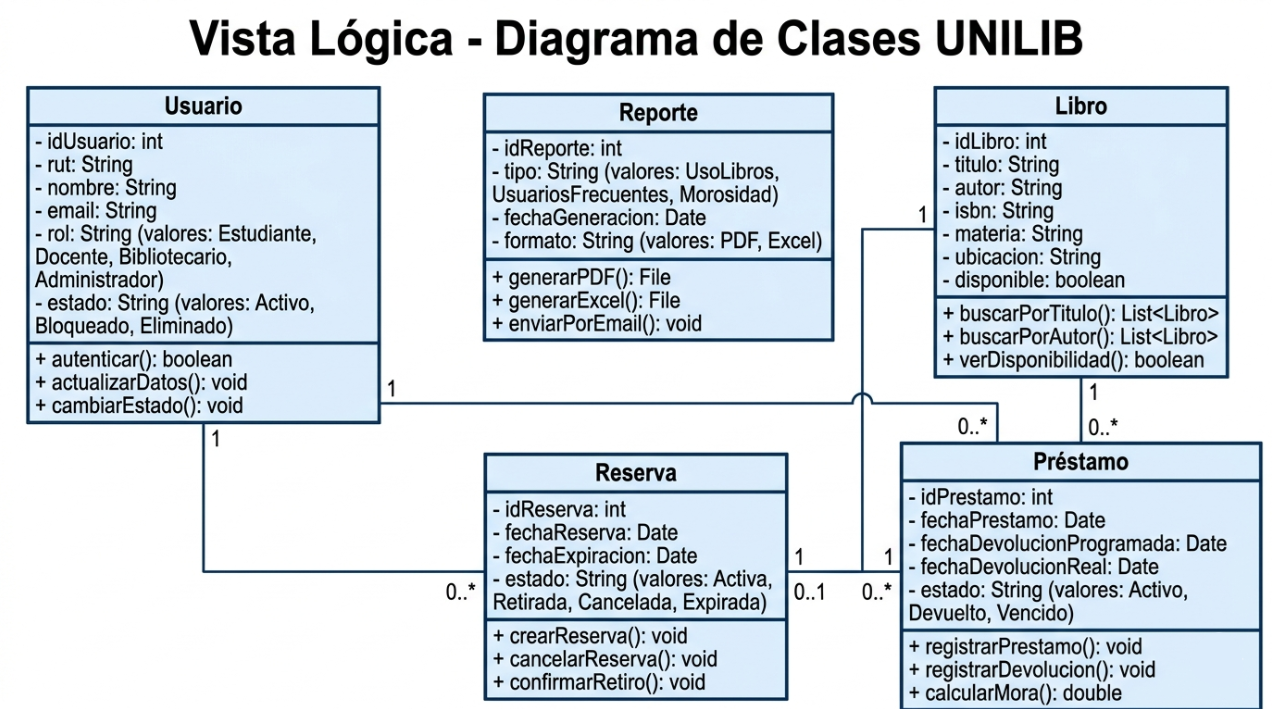 Vista Lógica - Diagrama de Clases UNILIB
Usuario
- idUsuario: int
- rut: String
- nombre: String
- email: String
- rol: String (valores: Estudiante,
Docente, Bibliotecario,
Administrador)
- estado: String (valores: Activo,
Bloqueado, Eliminado)
+ autenticar(): boolean
+ actualizarDatos(): void
+ cambiarEstado(): void
1
1
Reporte
- idReporte: int
- tipo: String (valores: UsoLibros,
UsuariosFrecuentes, Morosidad)
- fechaGeneracion: Date
- formato: String (valores: PDF, Excel)
+ generarPDF(): File
+ generarExcel(): File
+ enviarPorEmail(): void
Libro
- idLibro: int
- titulo: String
- autor: String
- isbn: String
- materia: String
- ubicacion: String
- disponible: boolean
+ buscarPorTitulo(): List<Libro>
+ buscarPorAutor(): List<Libro>
+ verDisponibilidad(): boolean
1
1
0..*
0..*
Reserva
- idReserva: int
- fechaReserva: Date
- fechaExpiracion: Date
- estado: String (valores: Activa,
Retirada, Cancelada, Expirada)
+ crearReserva(): void
+ cancelarReserva(): void
+ confirmarRetiro(): void
0..*
1
0..1
1
0..*
Préstamo
- idPrestamo: int
- fechaPrestamo: Date
- fechaDevolucionProgramada: Date
- fechaDevolucionReal: Date
- estado: String (valores: Activo,
Devuelto, Vencido)
+ registrarPrestamo(): void
+ registrarDevolucion(): void
+ calcularMora(): double